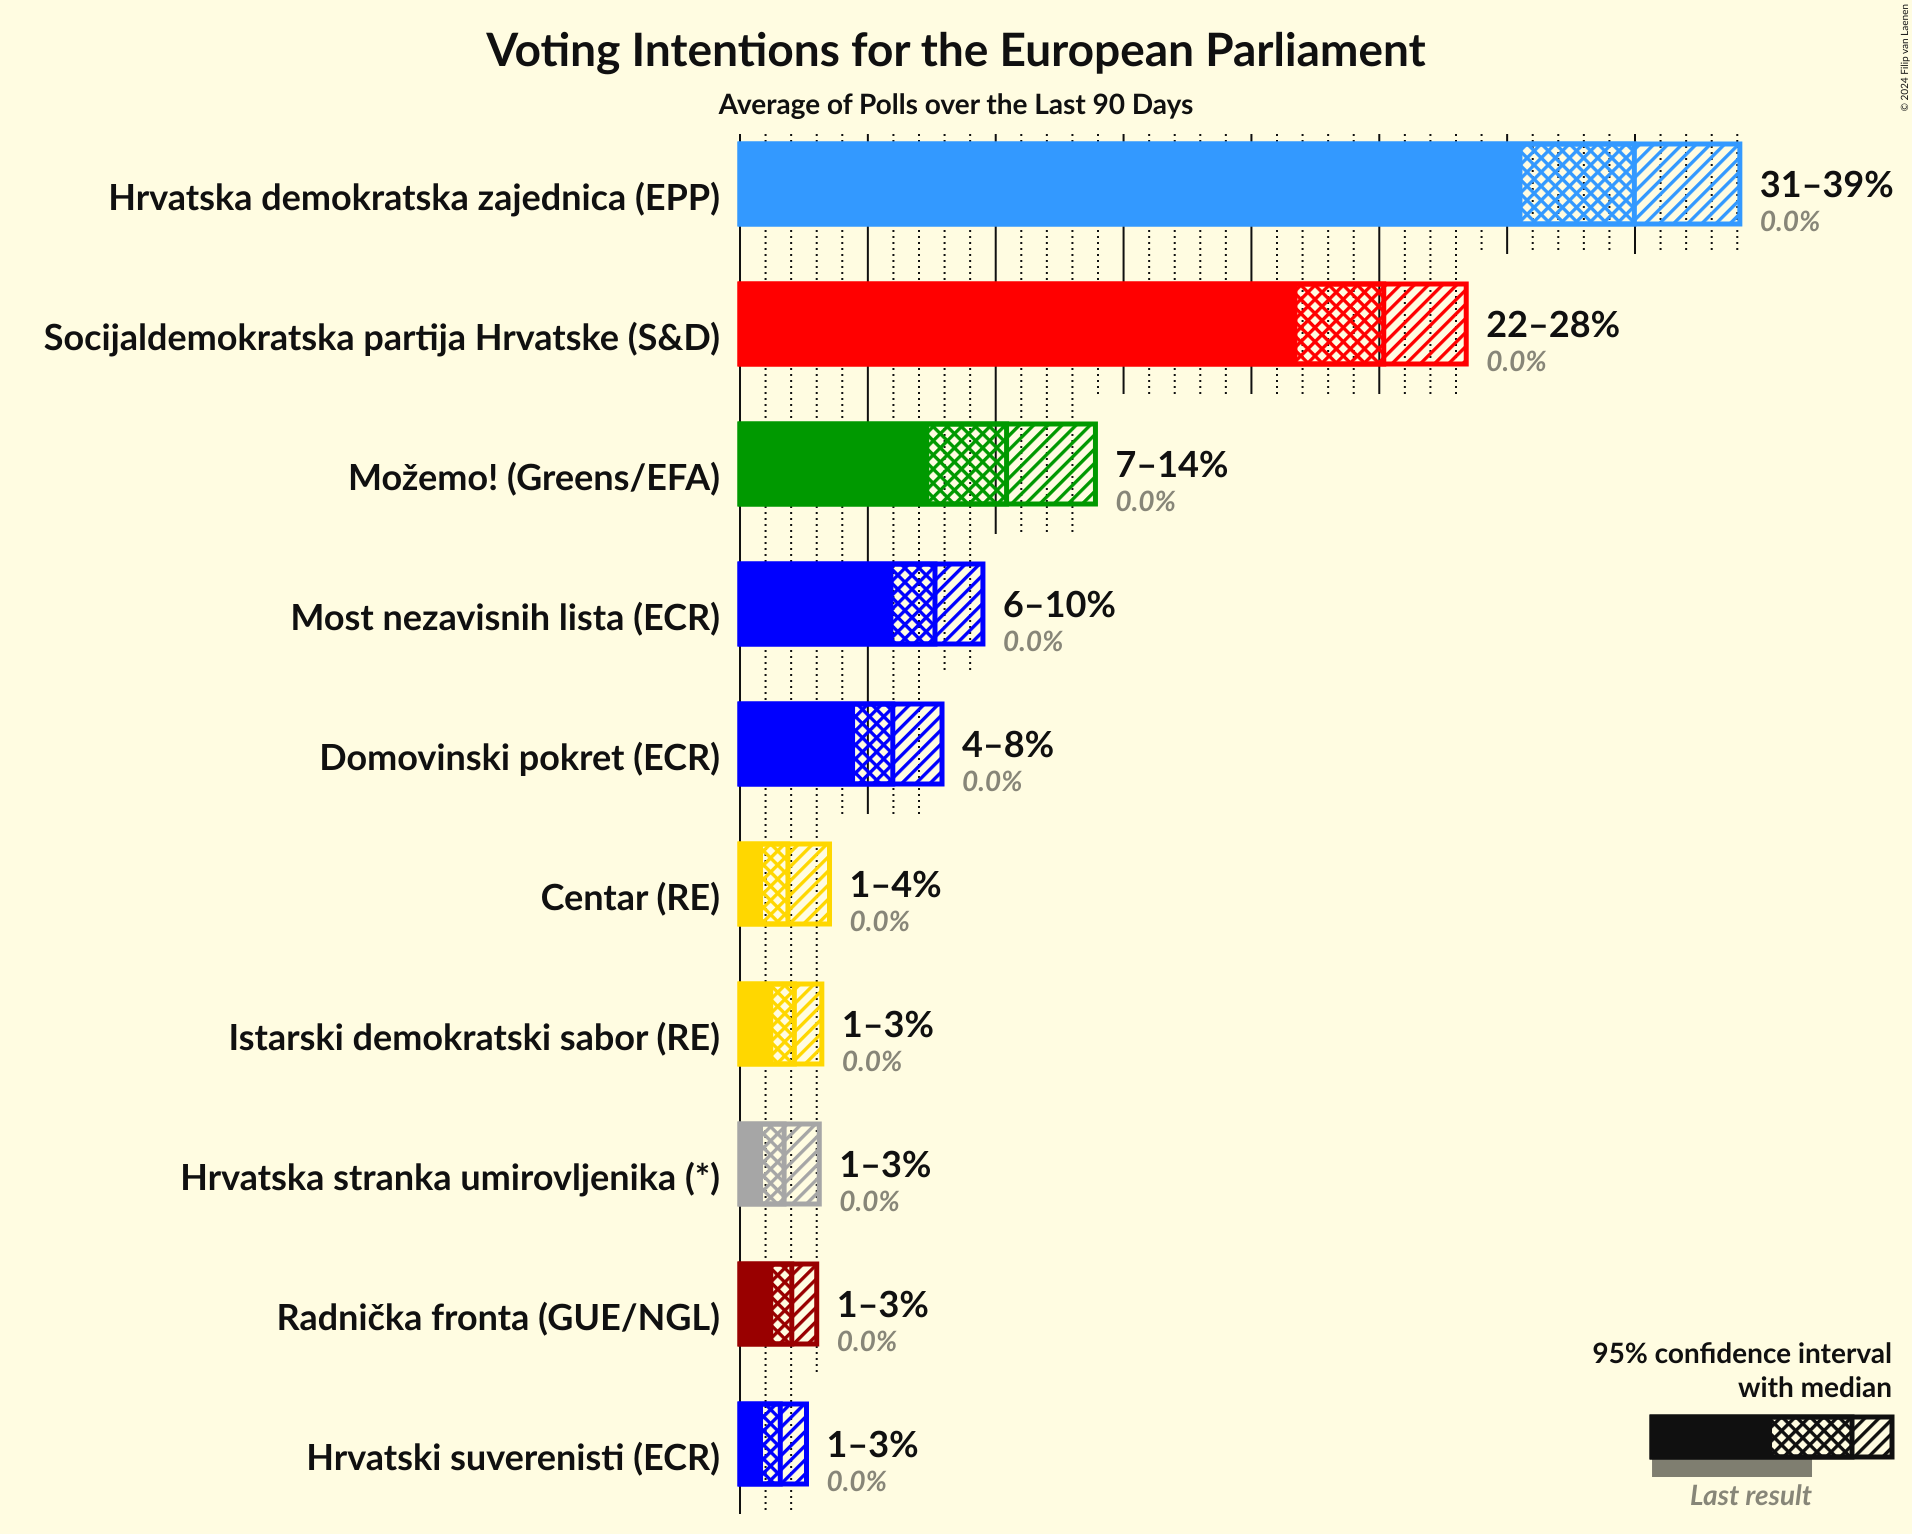 Voting Intentions for the European Parliament
Average of Polls over the Last 90 Days
© 2024 Filip van Laenen
Hrvatska demokratska zajednica (EPP)
31–39%
0.0%
Socijaldemokratska partija Hrvatske (S&D)
22–28%
0.0%
Možemo! (Greens/EFA)
7–14%
0.0%
Most nezavisnih lista (ECR)
6–10%
0.0%
Domovinski pokret (ECR)
4–8%
0.0%
Centar (RE)
1–4%
0.0%
Istarski demokratski sabor (RE)
1–3%
0.0%
Hrvatska stranka umirovljenika (*)
1–3%
0.0%
Radnička fronta (GUE/NGL)
1–3%
0.0%
Hrvatski suverenisti (ECR)
1–3%
0.0%
95% confidence interval
with median
Last result